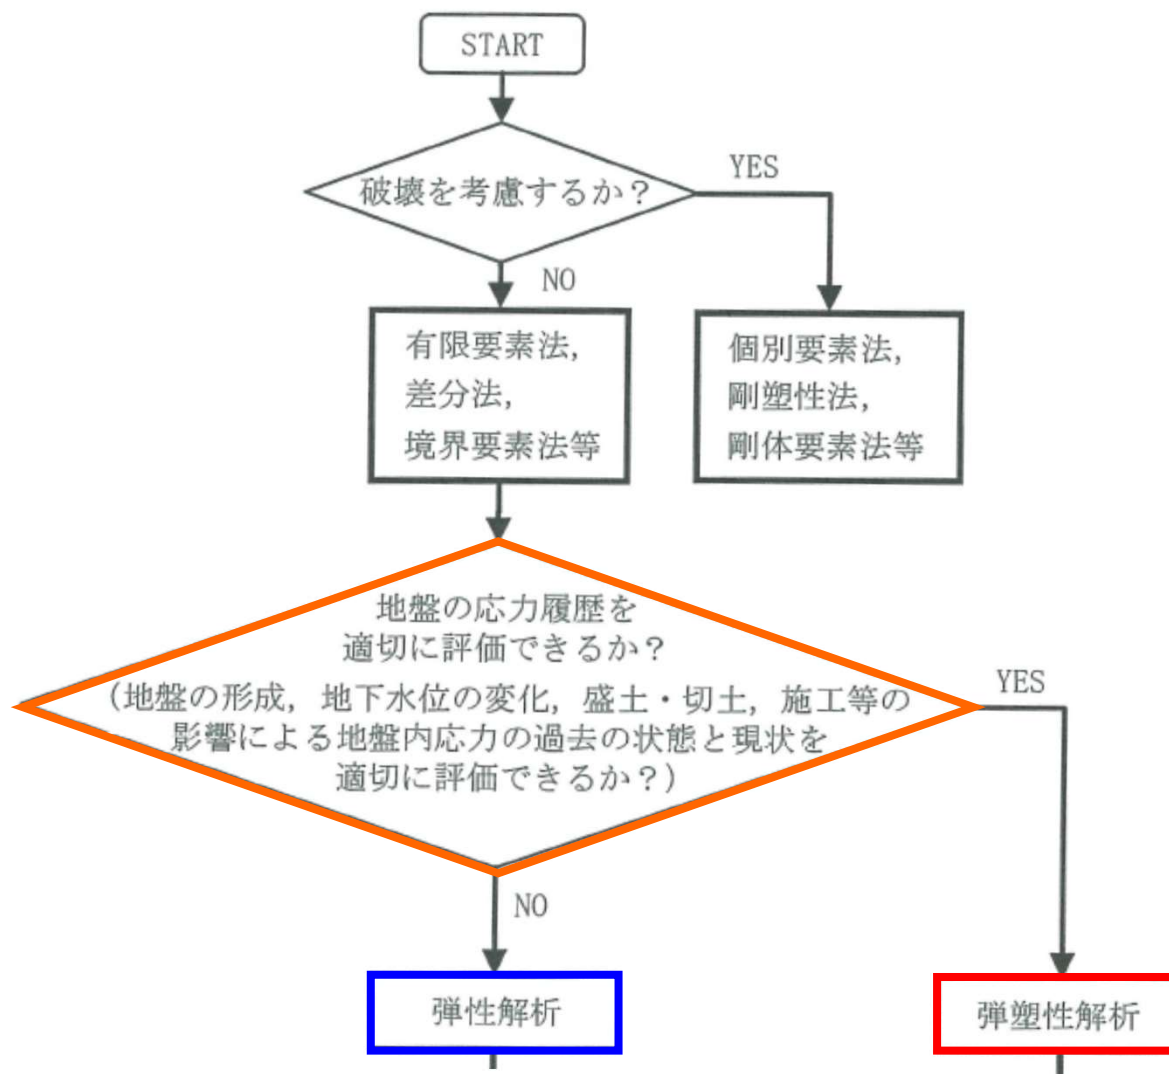 START
破壊を考慮するか？
YES
NO
有限要素法，
差分法，
境界要素法等
個別要素法，
剛塑性法，
剛体要素法等
地盤の応力履歴を
適切に評価できるか？
（地盤の形成，地下水位の変化，盛土・切土，施工等の
影響による地盤内応力の過去の状態と現状を
適切に評価できるか？）
YES
NO
弾性解析
弾塑性解析